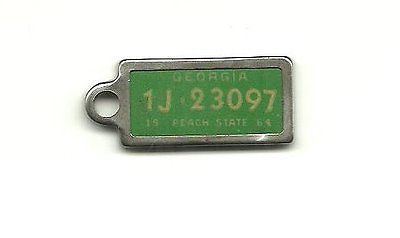 GEORGIA
1J·23097
19 PEACH STATE 64